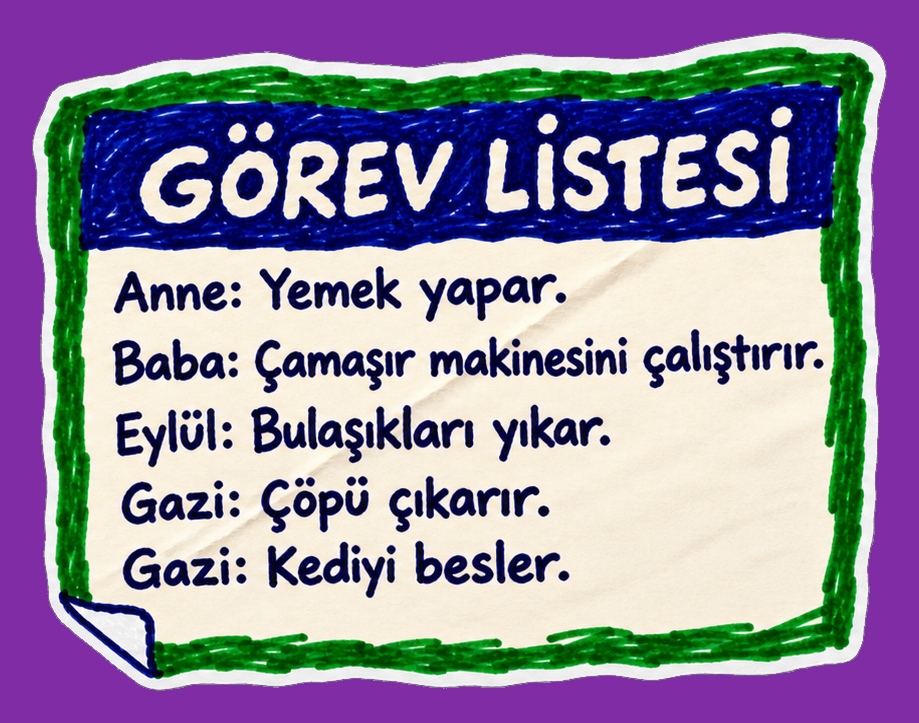 GÖREV LİSTESİ
Anne: Yemek yapar.
Baba: Çamaşır makinesini çalıştırır.
Eylül: Bulaşıkları yıkar.
Gazi: Çöpü çıkarır.
Gazi: Kediyi besler.